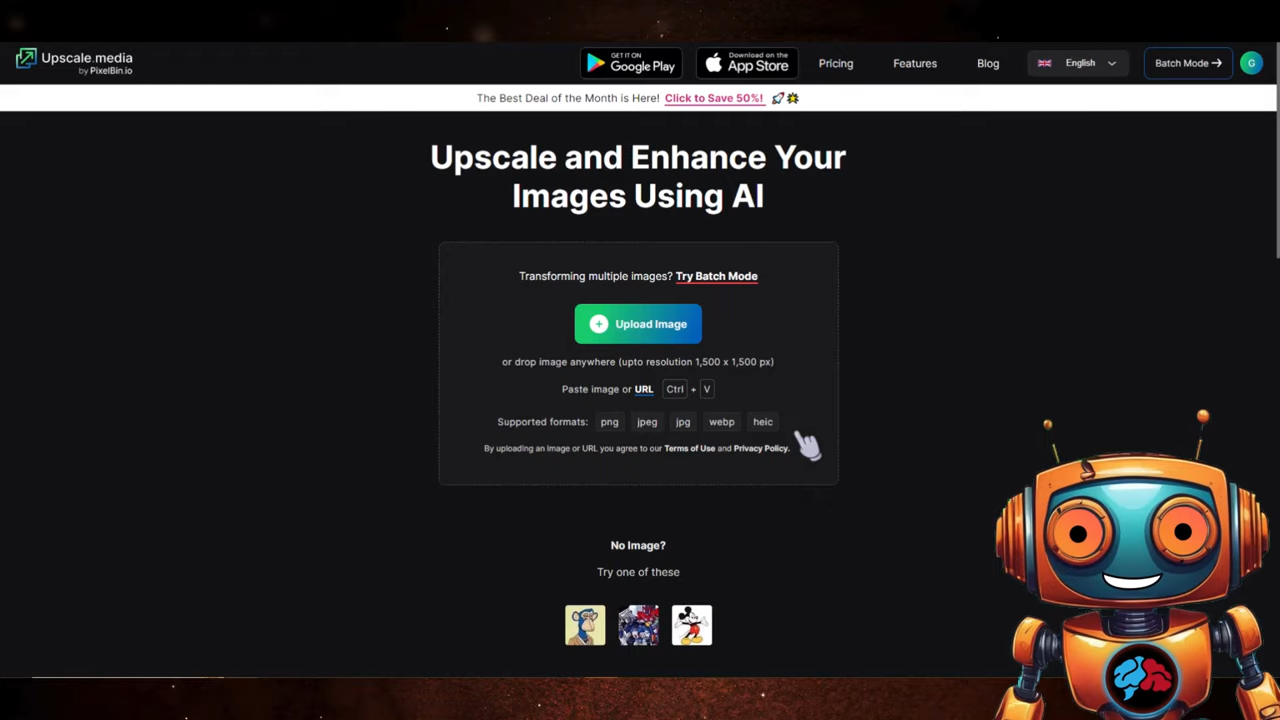 Upscale.media
by PixelBin.io
GET IT ON
Google Play
Download on the
App Store
Pricing
Features
Blog
English
Batch Mode →
G
The Best Deal of the Month is Here! Click to Save 50%! 🚀💥
Upscale and Enhance Your
Images Using AI
Transforming multiple images? Try Batch Mode
+ Upload Image
or drop image anywhere (upto resolution 1,500 x 1,500 px)
Paste image or URL Ctrl + V
Supported formats: png jpeg jpg webp heic
By uploading an Image or URL you agree to our Terms of Use and Privacy Policy.
No Image?
Try one of these